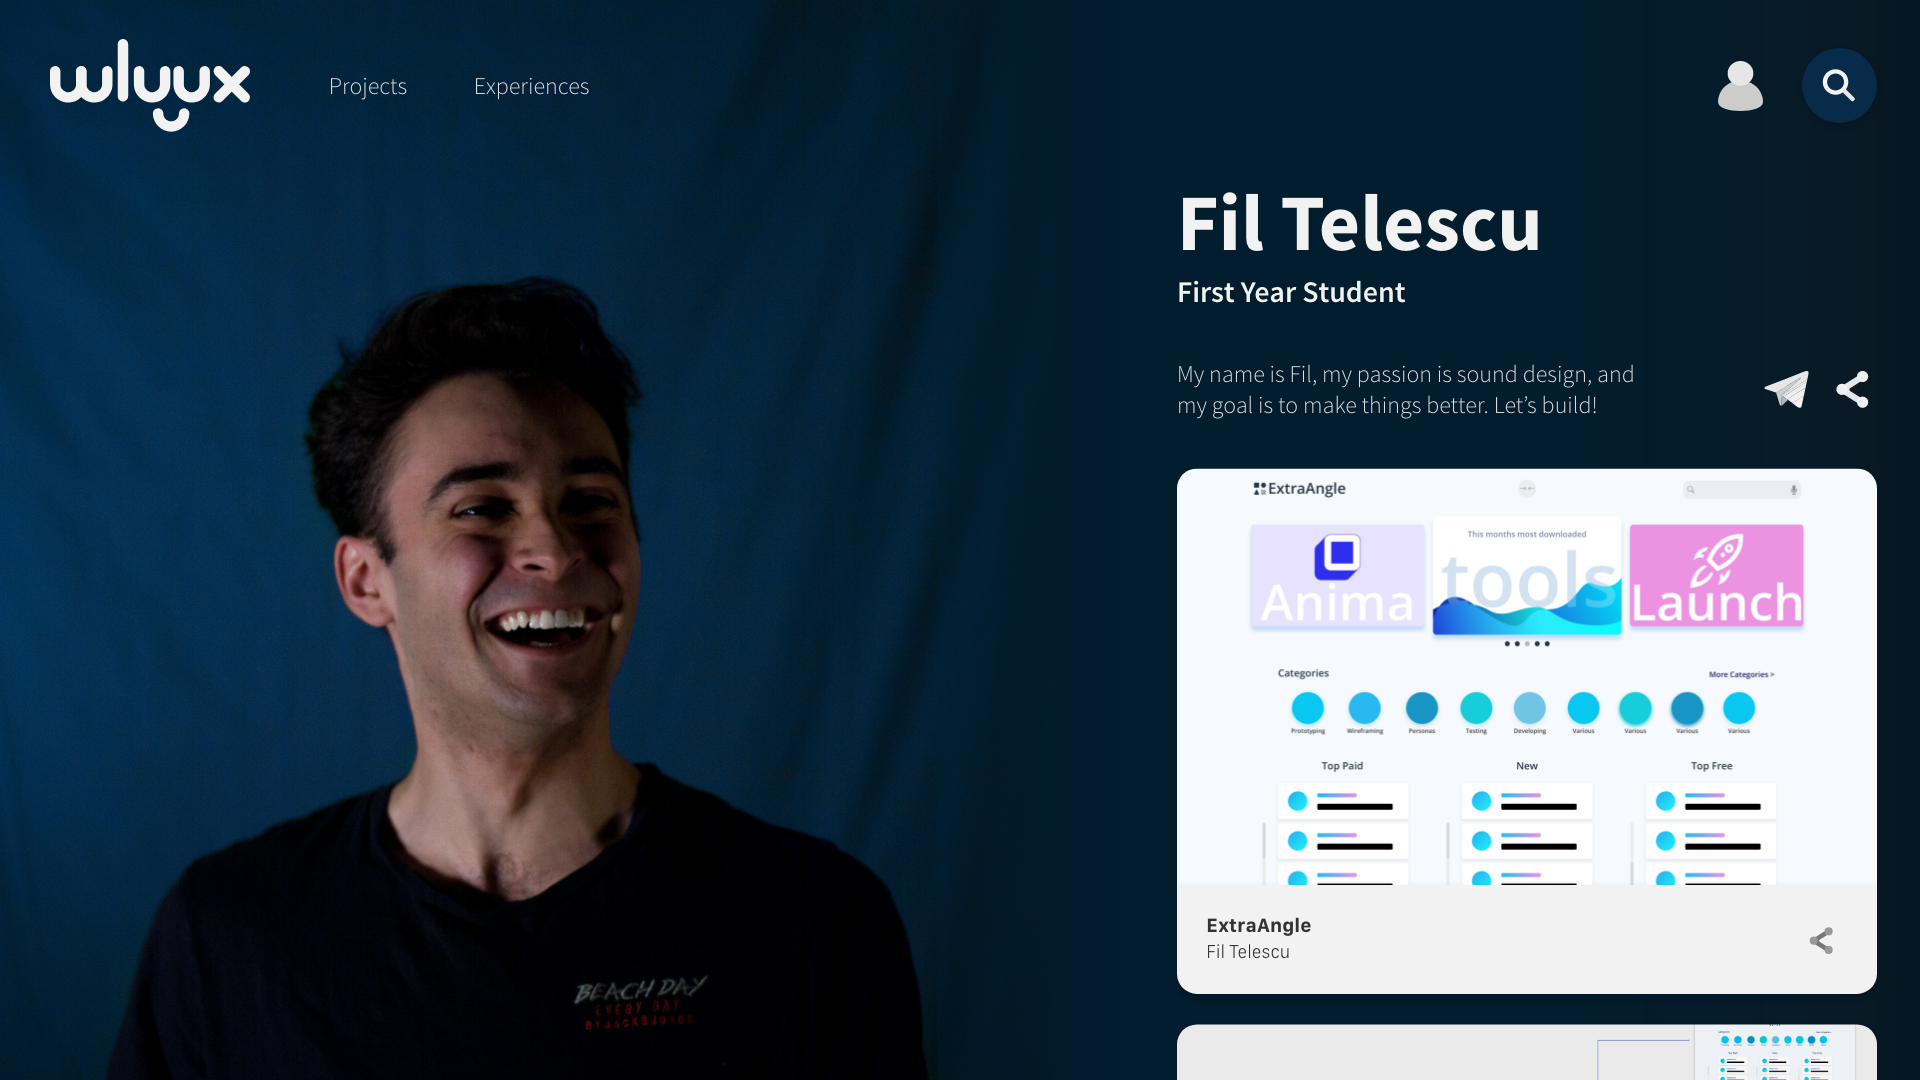 wluux
Projects
Experiences
Fil Telescu
First Year Student
My name is Fil, my passion is sound design, and
my goal is to make things better. Let’s build!
ExtraAngle
Anima
This months most downloaded
tools
Launch
Categories
More Categories >
Prototyping
Wireframing
Personas
Testing
Developing
Various
Various
Various
Various
Top Paid
New
Top Free
ExtraAngle
Fil Telescu
BEACH DAY
EVERY DAY
BY JACK & JONES